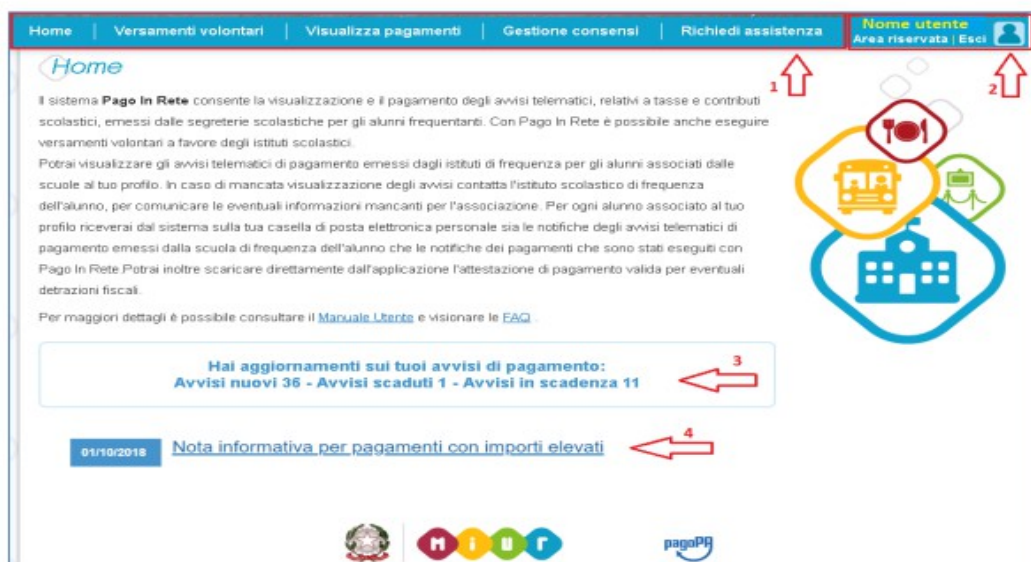 Home | Versamenti volontari | Visualizza pagamenti | Gestione consensi | Richiedi assistenza
Nome utente
Area riservata | Esci
1
2
Home
Il sistema Pago In Rete consente la visualizzazione e il pagamento degli avvisi telematici, relativi a tasse e contributi
scolastici, emessi dalle segreterie scolastiche per gli alunni frequentanti. Con Pago In Rete è possibile anche eseguire
versamenti volontari a favore degli istituti scolastici.
Potrai visualizzare gli avvisi telematici di pagamento emessi dagli istituti di frequenza per gli alunni associati dalle
scuole al tuo profilo. In caso di mancata visualizzazione degli avvisi contatta l'istituto scolastico di frequenza
dell'alunno, per comunicare le eventuali informazioni mancanti per l'associazione. Per ogni alunno associato al tuo
profilo riceverai dal sistema sulla tua casella di posta elettronica personale sia le notifiche degli avvisi telematici di
pagamento emessi dalla scuola di frequenza dell'alunno che le notifiche dei pagamenti che sono stati eseguiti con
Pago In Rete.Potrai inoltre scaricare direttamente dall'applicazione l'attestazione di pagamento valida per eventuali
detrazioni fiscali.
Per maggiori dettagli è possibile consultare il Manuale Utente e visionare le FAQ .
Hai aggiornamenti sui tuoi avvisi di pagamento:
Avvisi nuovi 36 - Avvisi scaduti 1 - Avvisi in scadenza 11
3
01/10/2018 Nota informativa per pagamenti con importi elevati
4
MIUr
pagoPA